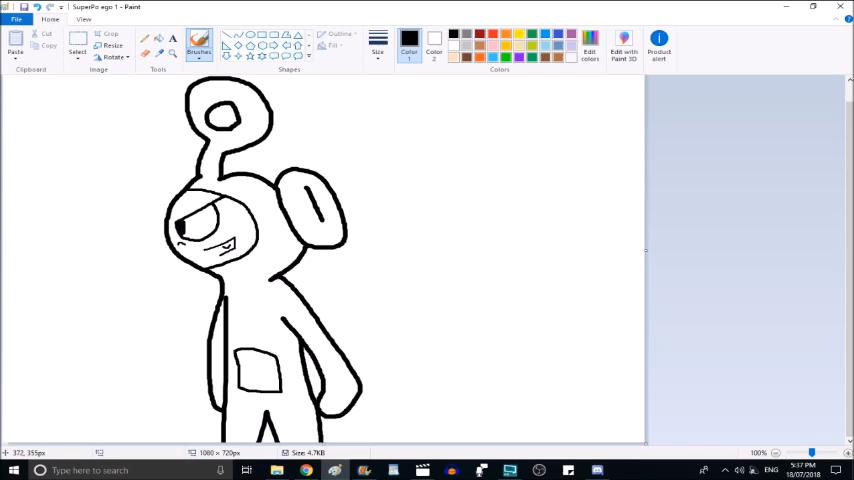 SuperPo ego 1 - Paint
File Home View
Paste
Cut
Copy
Clipboard
Select
Crop
Resize
Rotate
Image
A
Tools
Brushes
Outline
Fill
Shapes
Size
Color 1
Color 2
Edit colors
Colors
Edit with Paint 3D
Product alert
372, 355px
1080 × 720px
Size: 4.7KB
100%
Type here to search
ENG
5:37 PM
18/07/2018